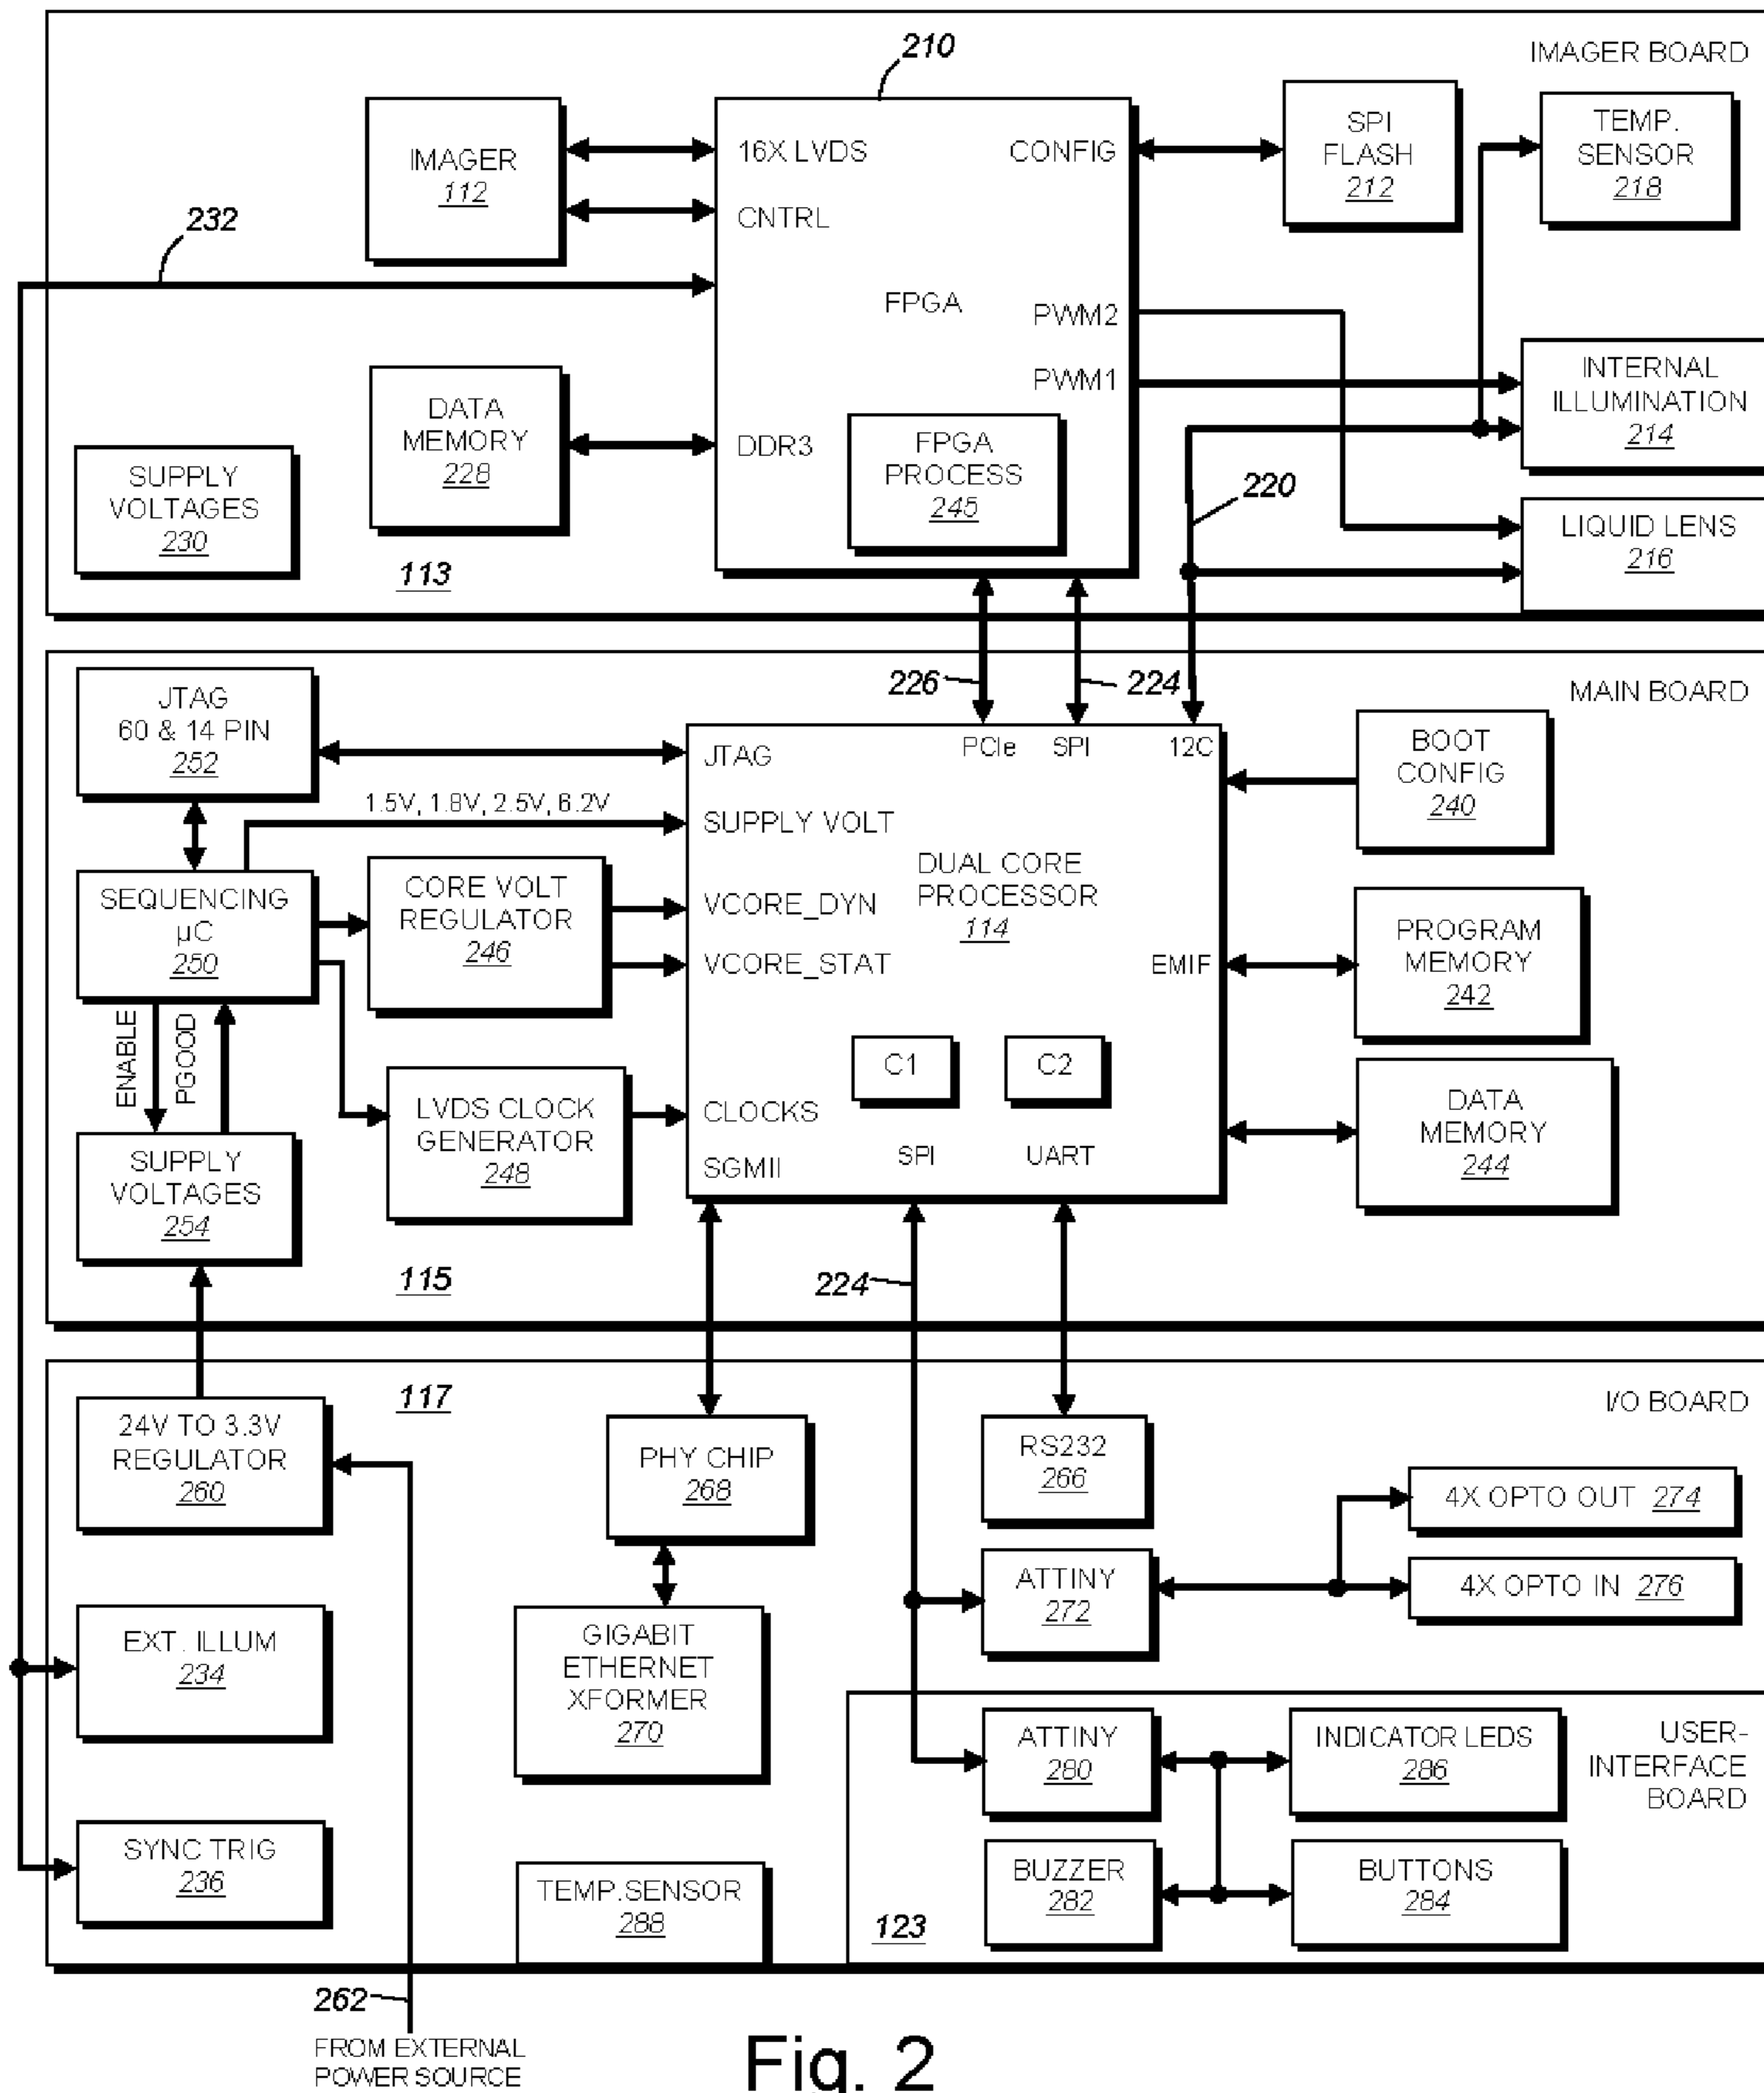 210
IMAGER BOARD
IMAGER
112
16X LVDS
CNTRL
CONFIG
SPI
FLASH
212
TEMP.
SENSOR
218
232
FPGA
PWM2
PWM1
INTERNAL
ILLUMINATION
214
DATA
MEMORY
228
DDR3
FPGA
PROCESS
245
220
SUPPLY
VOLTAGES
230
LIQUID LENS
216
113
226
224
MAIN BOARD
JTAG
60 & 14 PIN
252
JTAG
PCIe
SPI
12C
BOOT
CONFIG
240
1.5V, 1.8V, 2.5V, 6.2V
SUPPLY VOLT
DUAL CORE
PROCESSOR
114
SEQUENCING
µC
250
CORE VOLT
REGULATOR
246
VCORE_DYN
VCORE_STAT
EMIF
PROGRAM
MEMORY
242
ENABLE
PGOOD
C1
C2
LVDS CLOCK
GENERATOR
248
CLOCKS
SGMII
SPI
UART
DATA
MEMORY
244
SUPPLY
VOLTAGES
254
115
224
117
I/O BOARD
24V TO 3.3V
REGULATOR
260
PHY CHIP
268
RS232
266
4X OPTO OUT 274
ATTINY
272
4X OPTO IN 276
EXT. ILLUM
234
GIGABIT
ETHERNET
XFORMER
270
ATTINY
280
INDICATOR LEDS
286
USER-
INTERFACE
BOARD
SYNC TRIG
236
TEMP.SENSOR
288
BUZZER
282
BUTTONS
284
123
262
FROM EXTERNAL
POWER SOURCE
Fig. 2